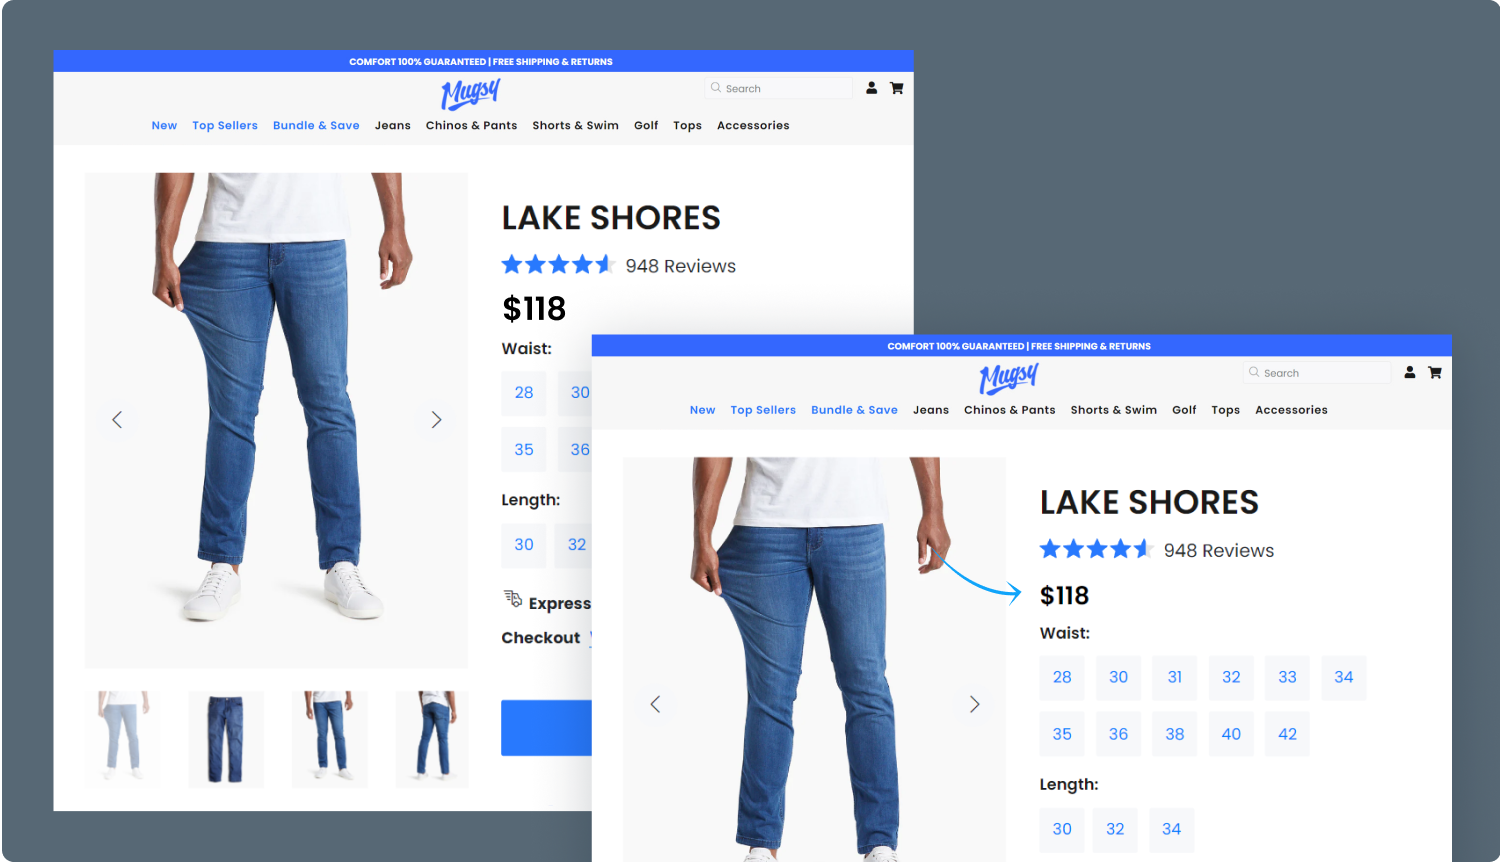 COMFORT 100% GUARANTEED | FREE SHIPPING & RETURNS
Mugsy
Search
New Top Sellers Bundle & Save Jeans Chinos & Pants Shorts & Swim Golf Tops Accessories
LAKE SHORES
948 Reviews
$118
Waist:
28 30
35 36
Length:
30 32
Express
Checkout
COMFORT 100% GUARANTEED | FREE SHIPPING & RETURNS
Mugsy
Search
New Top Sellers Bundle & Save Jeans Chinos & Pants Shorts & Swim Golf Tops Accessories
LAKE SHORES
948 Reviews
$118
Waist:
28 30 31 32 33 34
35 36 38 40 42
Length:
30 32 34